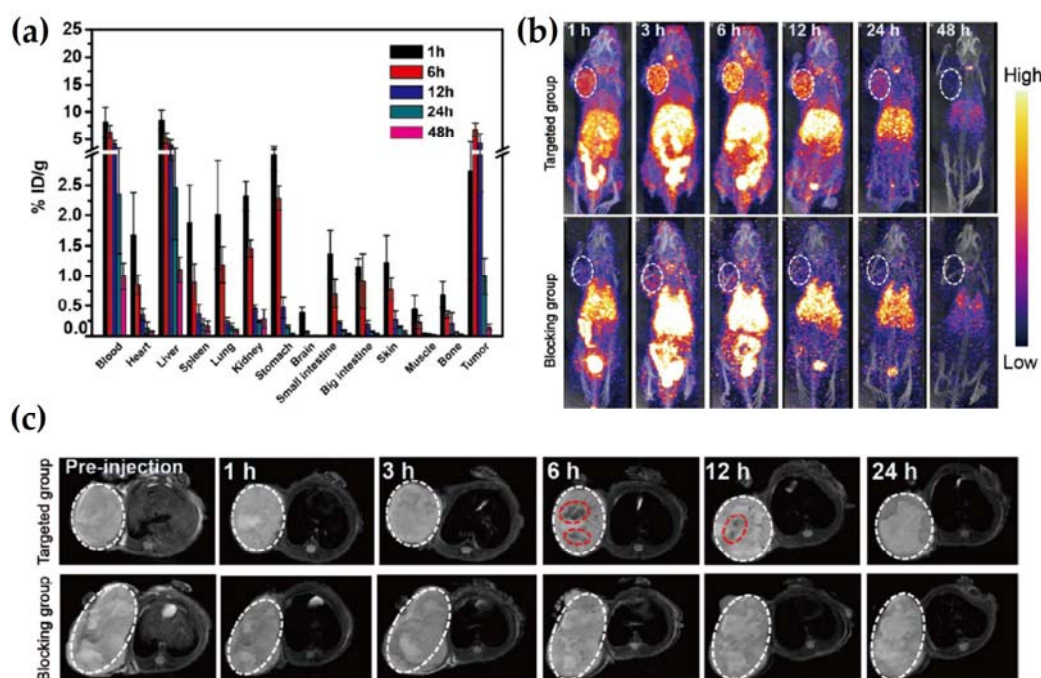 (a)
25
20
15
10
5
2.5
2.0
1.5
1.0
0.5
0.0
% ID/g
1h
6h
12h
24h
48h
Blood
Heart
Liver
Spleen
Lung
Kidney
Stomach
Brain
Small intestine
Big intestine
Skin
Muscle
Bone
Tumor
(b)
1 h 3 h 6 h 12 h 24 h 48 h
Targeted group
Blocking group
High
Low
(c)
Pre-injection 1 h 3 h 6 h 12 h 24 h
Targeted group
Blocking group